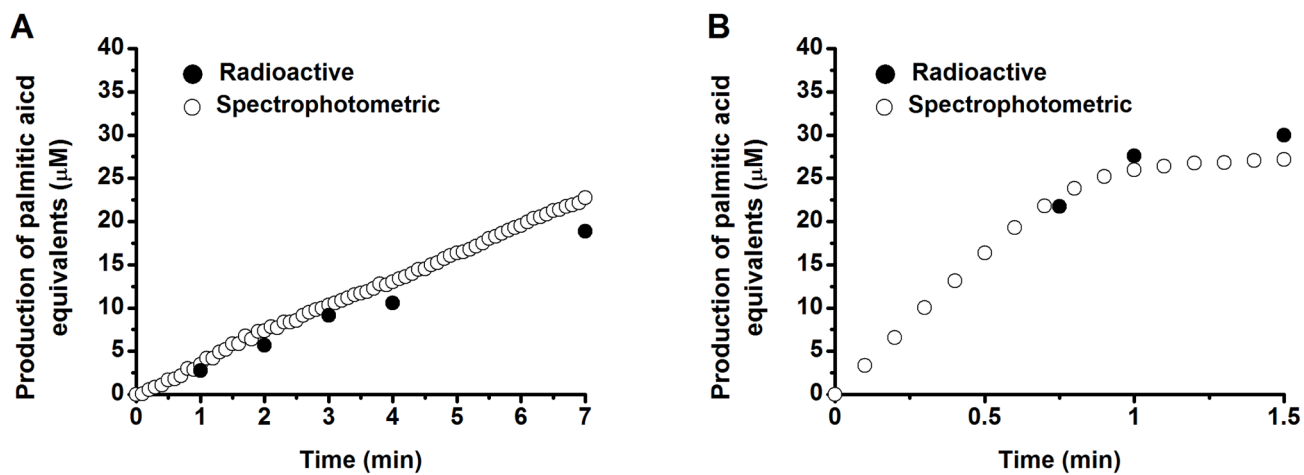 A
Production of palmitic aicd
equivalents (μM)
40
35
30
25
20
15
10
5
0
Radioactive
Spectrophotometric
0 1 2 3 4 5 6 7
Time (min)
B
Production of palmitic acid
equivalents (μM)
40
35
30
25
20
15
10
5
0
Radioactive
Spectrophotometric
0 0.5 1 1.5
Time (min)